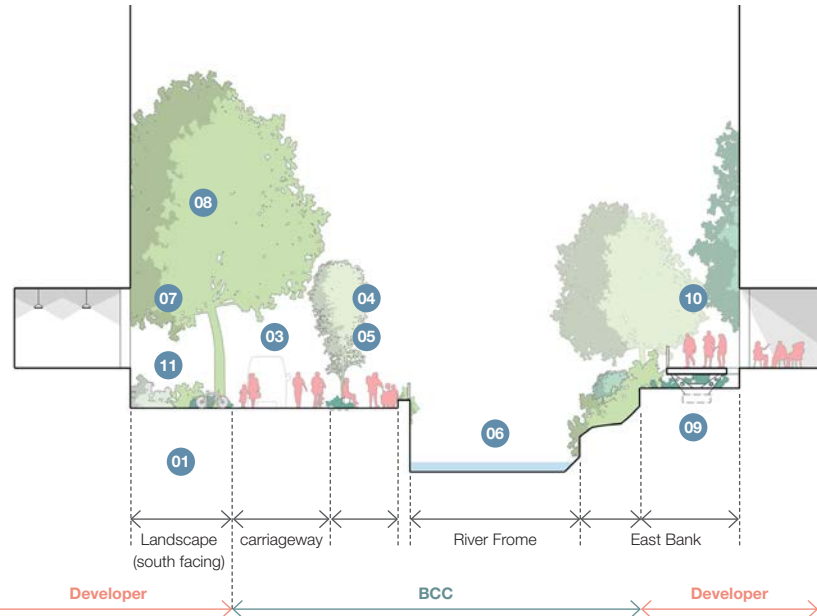 08
07
04
10
03
05
11
06
09
01
Landscape
(south facing)
carriageway
River Frome
East Bank
Developer
BCC
Developer